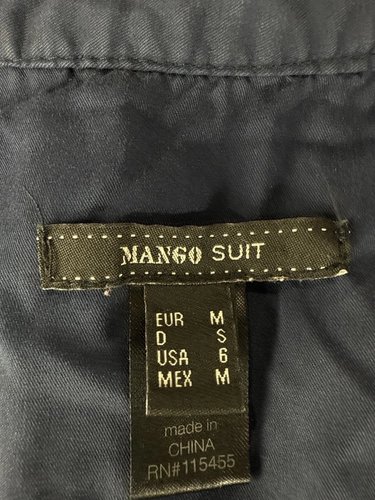 MANGO SUIT
EUR M
D S
USA 6
MEX M
made in
CHINA
RN#115455